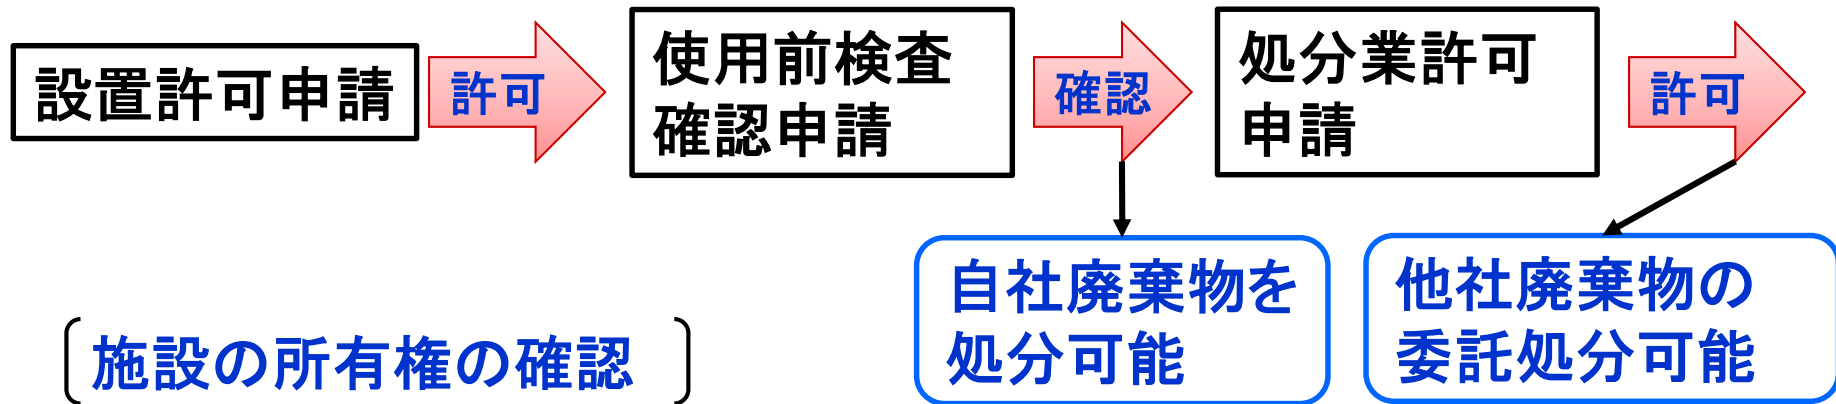 設置許可申請
許可
使用前検査
確認申請
確認
処分業許可
申請
許可
自社廃棄物を
処分可能
他社廃棄物の
委託処分可能
施設の所有権の確認